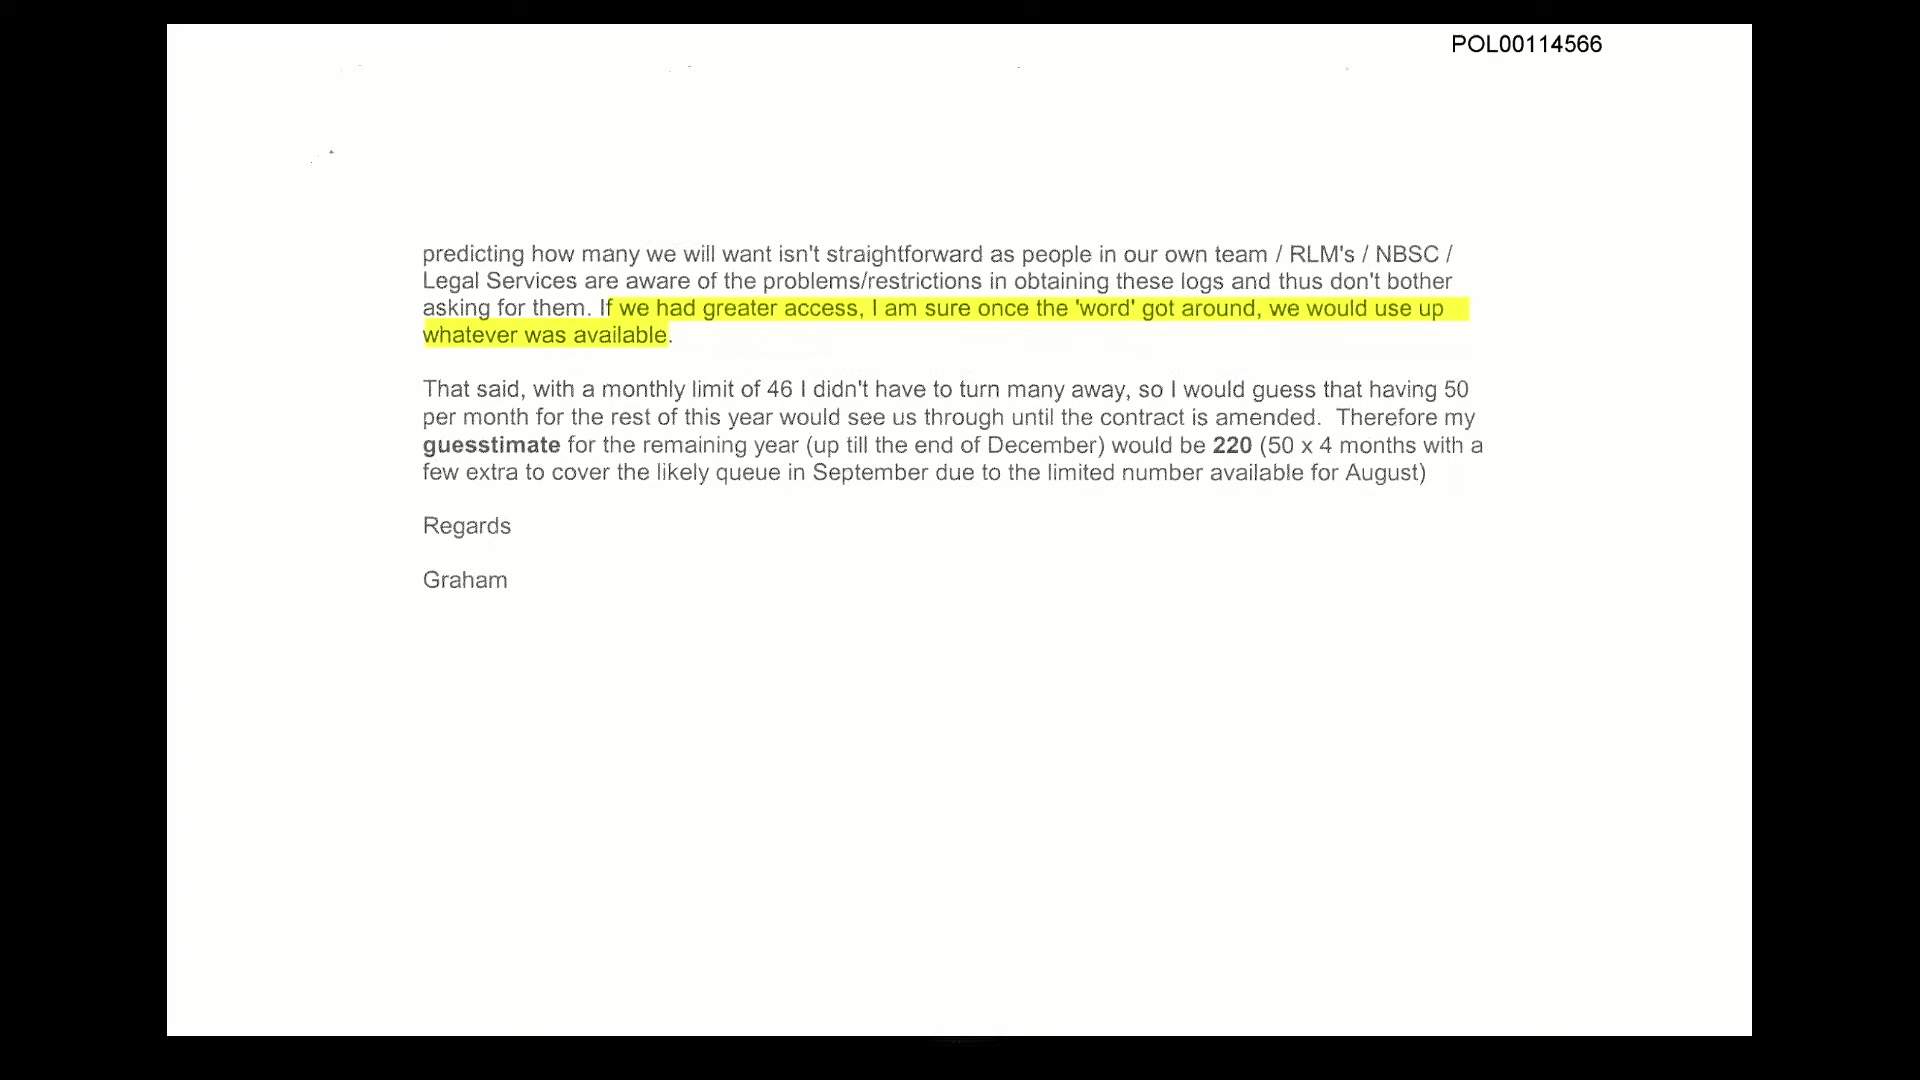 POL00114566
predicting how many we will want isn't straightforward as people in our own team / RLM's / NBSC /
Legal Services are aware of the problems/restrictions in obtaining these logs and thus don't bother
asking for them. If we had greater access, I am sure once the 'word' got around, we would use up
whatever was available.
That said, with a monthly limit of 46 I didn't have to turn many away, so I would guess that having 50
per month for the rest of this year would see us through until the contract is amended.  Therefore my
guesstimate for the remaining year (up till the end of December) would be 220 (50 x 4 months with a
few extra to cover the likely queue in September due to the limited number available for August)
Regards
Graham